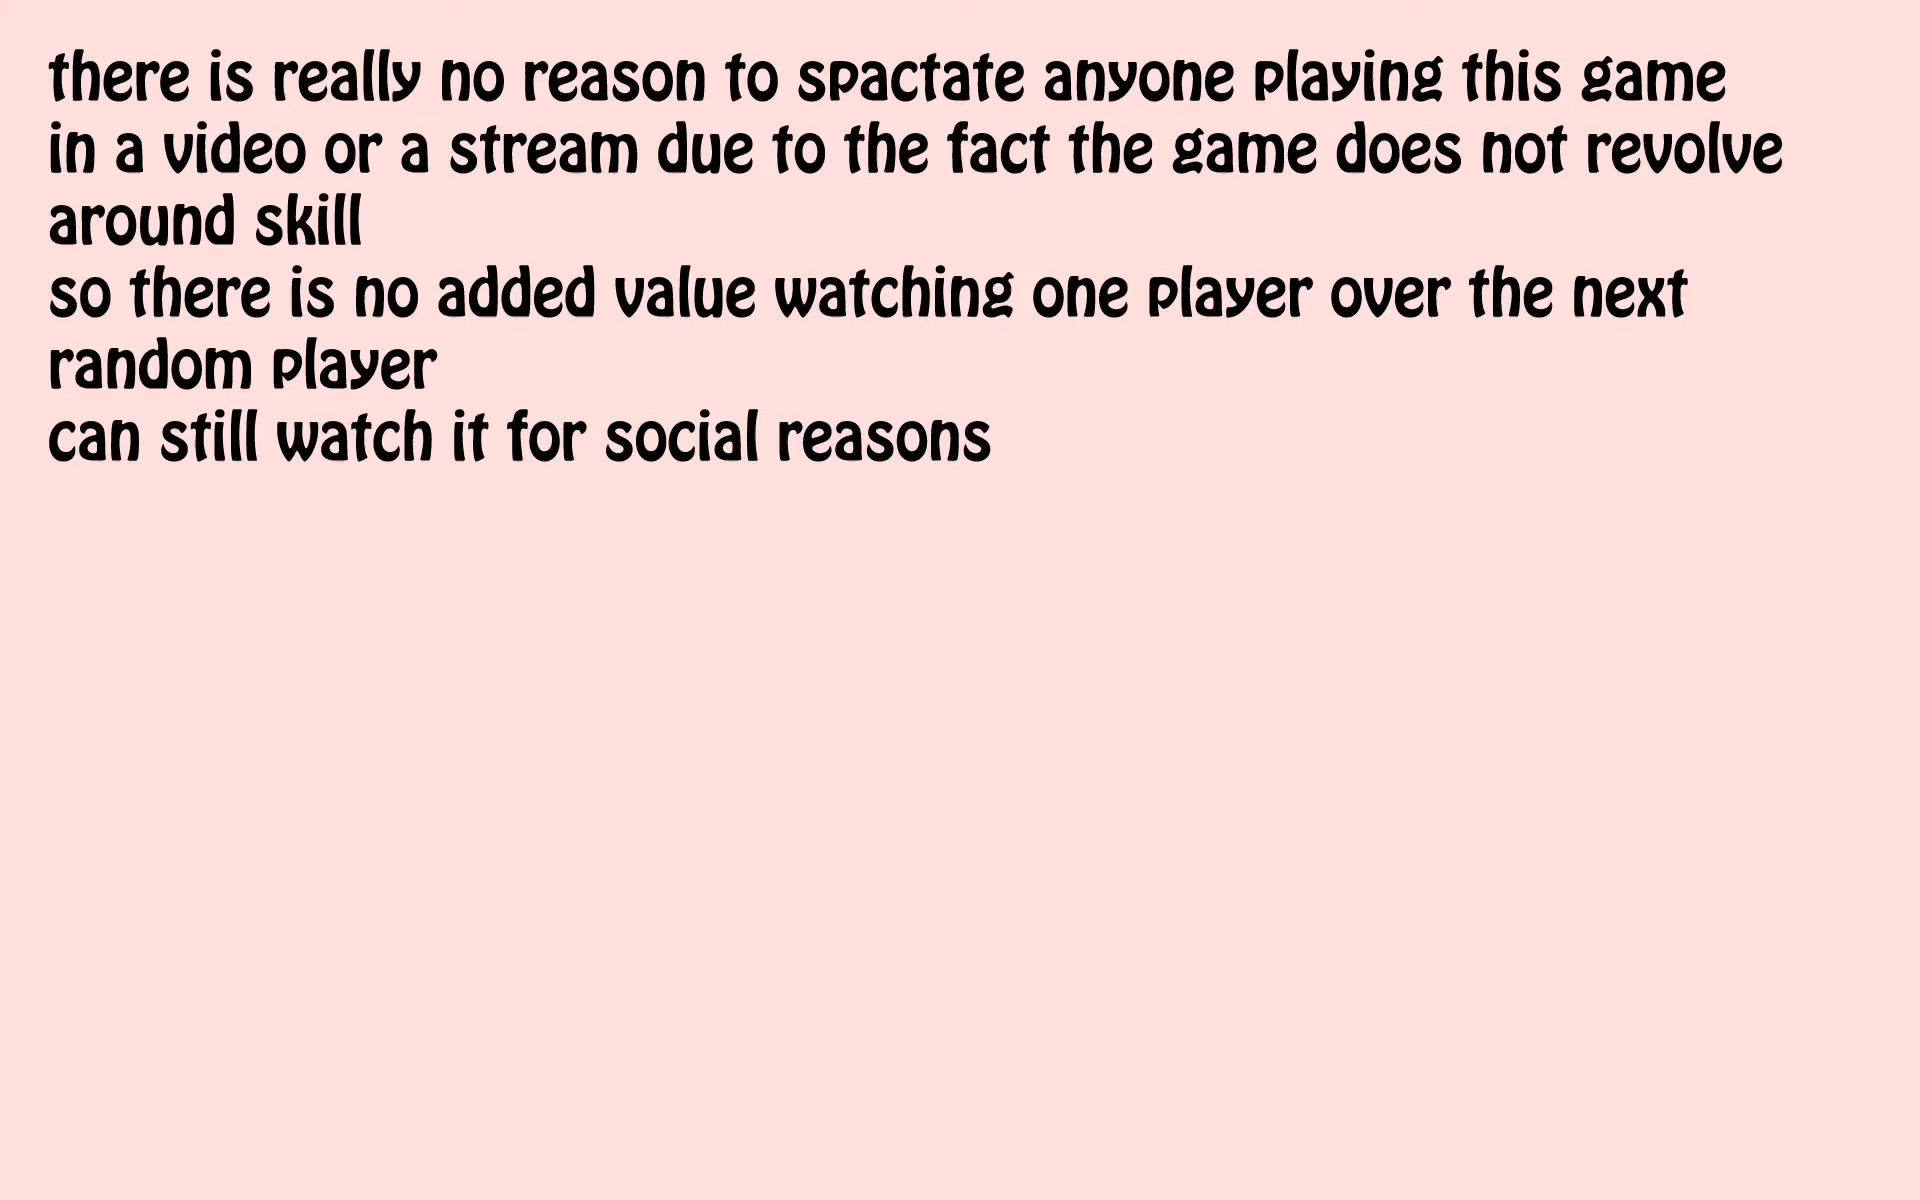 there is really no reason to spactate anyone playing this game
in a video or a stream due to the fact the game does not revolve
around skill
so there is no added value watching one player over the next
random player
can still watch it for social reasons